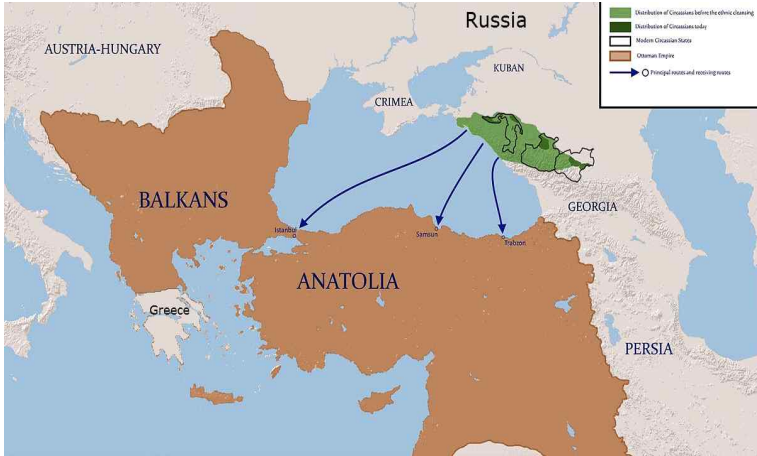 Russia
Distribution of Circassians before the ethnic cleansing
Distribution of Circassians today
Modern Circassian States
Ottoman Empire
Principal routes and receiving routes
AUSTRIA-HUNGARY
KUBAN
CRIMEA
BALKANS
GEORGIA
Istanbul
Samsun
Trabzon
ANATOLIA
Greece
PERSIA